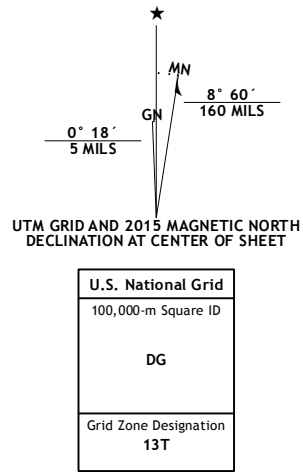 MN
GN
8° 60´
160 MILS
0° 18´
5 MILS
UTM GRID AND 2015 MAGNETIC NORTH
DECLINATION AT CENTER OF SHEET
U.S. National Grid
100,000-m Square ID
DG
Grid Zone Designation
13T